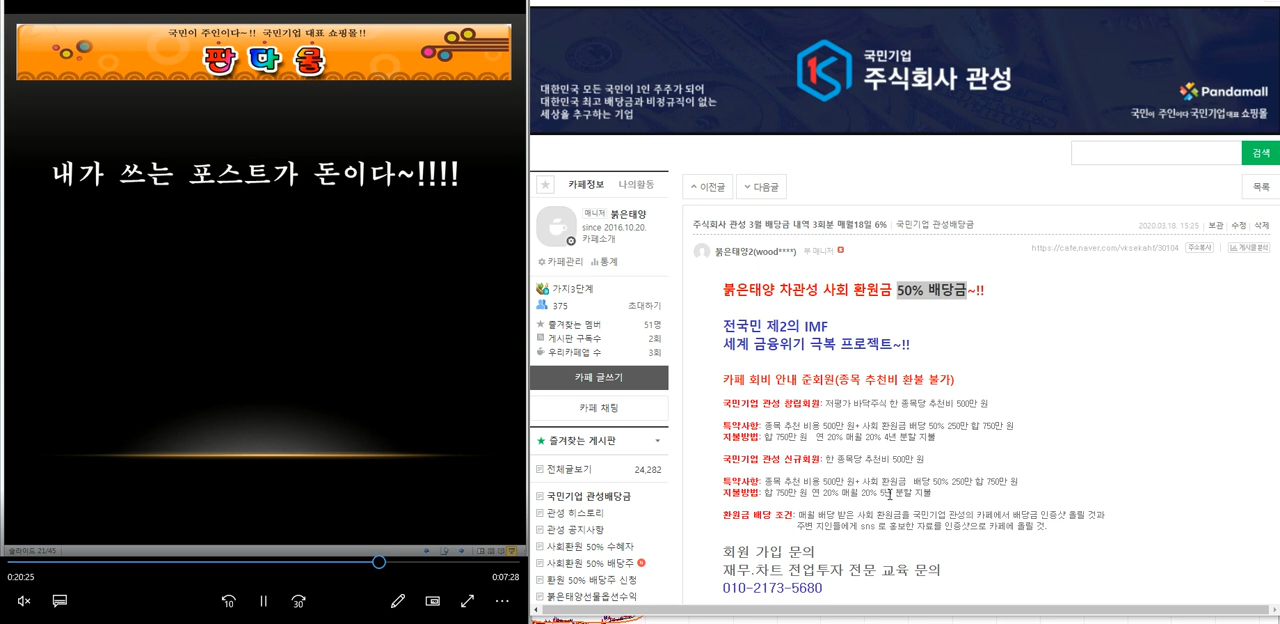 국민이 주인이다~!! 국민기업 대표 쇼핑몰!!
판다몰
내가 쓰는 포스트가 돈이다~!!!!
슬라이드 21/45
0:20:25
0:07:28
10
30
대한민국 모든 국민이 1인 주주가 되어
대한민국 최고 배당금과 비정규직이 없는
세상을 추구하는 기업
국민기업
주식회사 관성
Pandamall
국민이 주인이다 국민기업 대표 쇼핑몰
검색
카페정보 나의활동
매니저 붉은태양
since 2016.10.20.
카페소개
카페관리 통계
가지3단계
375 초대하기
즐겨찾는 멤버 51명
게시판 구독수 2회
우리카페앱 수 3회
카페 글쓰기
카페 채팅
즐겨찾는 게시판
전체글보기 24,282
국민기업 관성배당금
관성 히스토리
관성 공지사항
사회환원 50% 수혜자
사회환원 50% 배당주 N
환원 50% 배당주 신청
붉은태양선물옵션수익
이전글 다음글 목록
주식회사 관성 3월 배당금 내역 3회분 매월18일 6% | 국민기업 관성배당금
2020.03.18. 15:25 | 보관 | 수정 | 삭제
붉은태양2(wood****) 부 매니저
https://cafe.naver.com/vksekahf/30104 주소복사 | 게시물분석
붉은태양 차관성 사회 환원금 50% 배당금~!!
전국민 제2의 IMF
세계 금융위기 극복 프로젝트~!!
카페 회비 안내 준회원(종목 추천비 환불 불가)
국민기업 관성 창립회원: 저평가 바닥주식 한 종목당 추천비 500만 원
특약사항: 종목 추천 비용 500만 원+ 사회 환원금 배당 50% 250만 합 750만 원
지불방법: 합 750만 원 연 20% 매월 20% 4년 분할 지불
국민기업 관성 신규회원: 한 종목당 추천비 500만 원
특약사항: 종목 추천 비용 500만 원+ 사회 환원금 배당 50% 250만 합 750만 원
지불방법: 합 750만 원 연 20% 매월 20% 5년 분할 지불
환원금 배당 조건: 매월 배당 받은 사회 환원금을 국민기업 관성의 카페에서 배당금 인증샷 올릴 것과
주변 지인들에게 sns 로 홍보한 자료를 인증샷으로 카페에 올릴 것.
회원 가입 문의
재무.차트 전업투자 전문 교육 문의
010-2173-5680